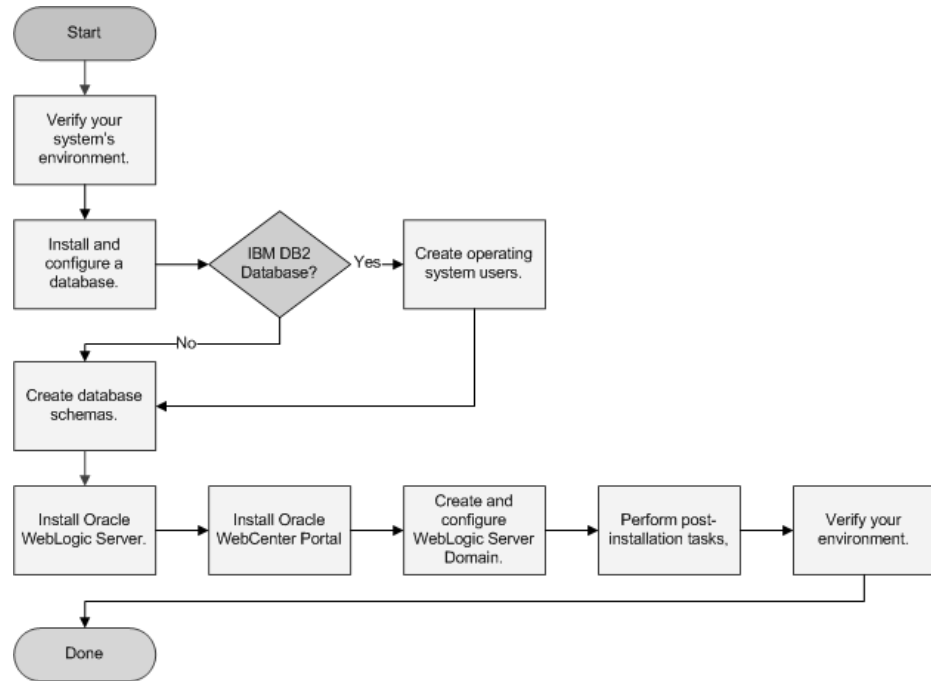 Start
Verify your
system's
environment.
Install and
configure a
database.
IBM DB2
Database?
Yes
Create operating
system users.
No
Create database
schemas.
Install Oracle
WebLogic Server.
Install Oracle
WebCenter Portal
Create and
configure
WebLogic Server
Domain.
Perform post-
installation tasks,
Verify your
environment.
Done